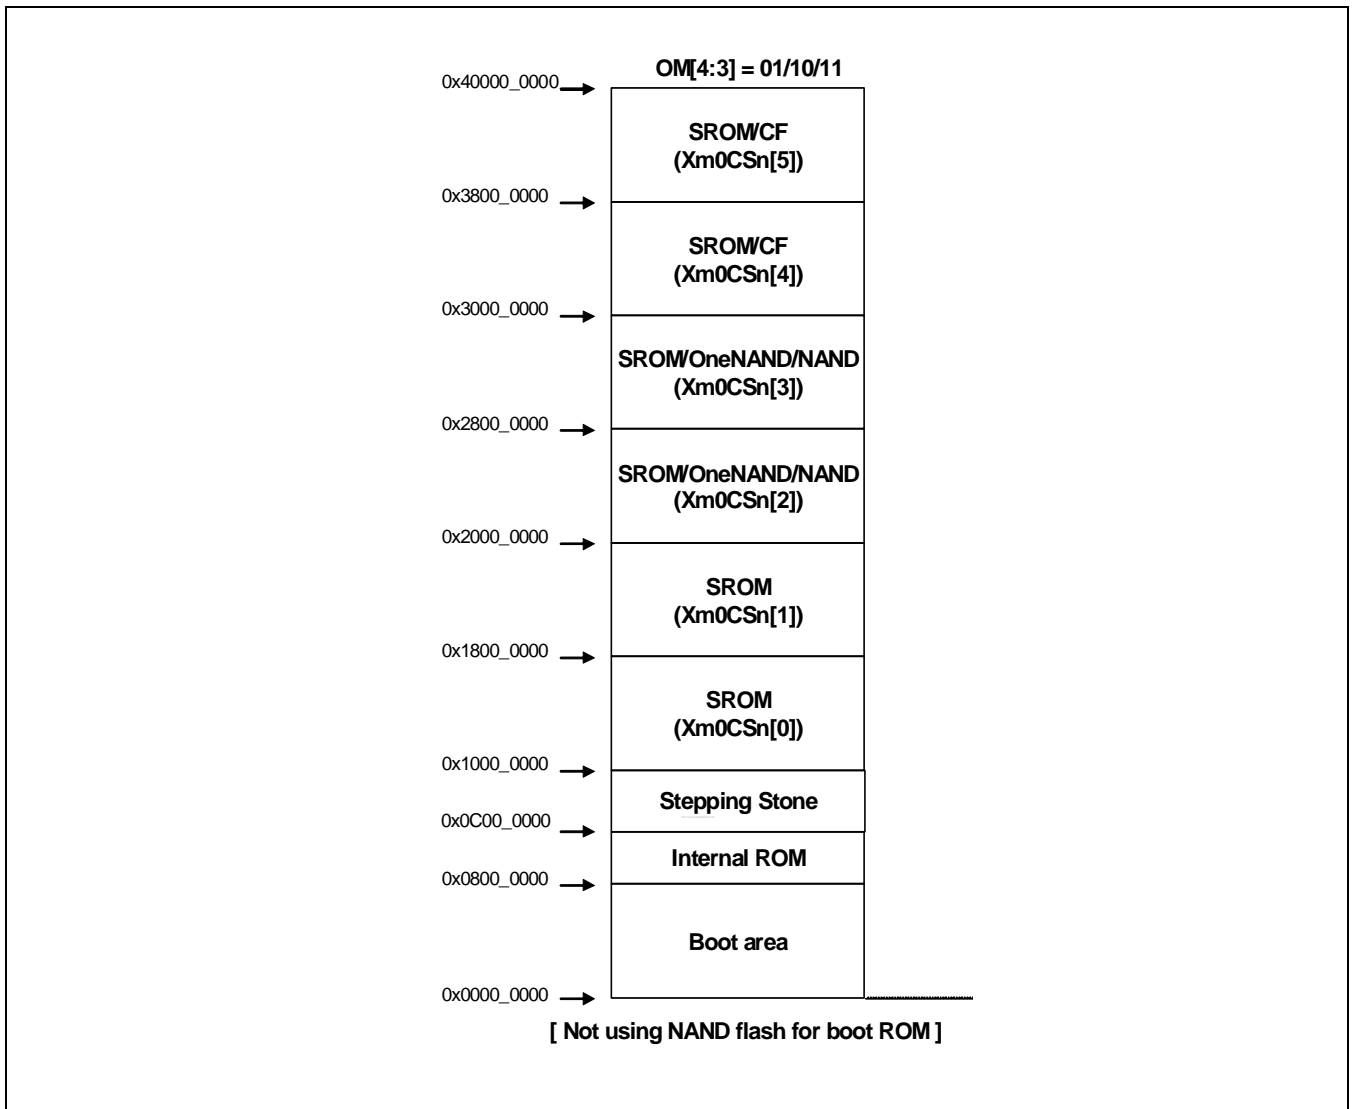 OM[4:3] = 01/10/11
0x40000_0000
SROM/CF
(Xm0CSn[5])
0x3800_0000
SROM/CF
(Xm0CSn[4])
0x3000_0000
SROM/OneNAND/NAND
(Xm0CSn[3])
0x2800_0000
SROM/OneNAND/NAND
(Xm0CSn[2])
0x2000_0000
SROM
(Xm0CSn[1])
0x1800_0000
SROM
(Xm0CSn[0])
0x1000_0000
Stepping Stone
0x0C00_0000
Internal ROM
0x0800_0000
Boot area
0x0000_0000
[ Not using NAND flash for boot ROM ]